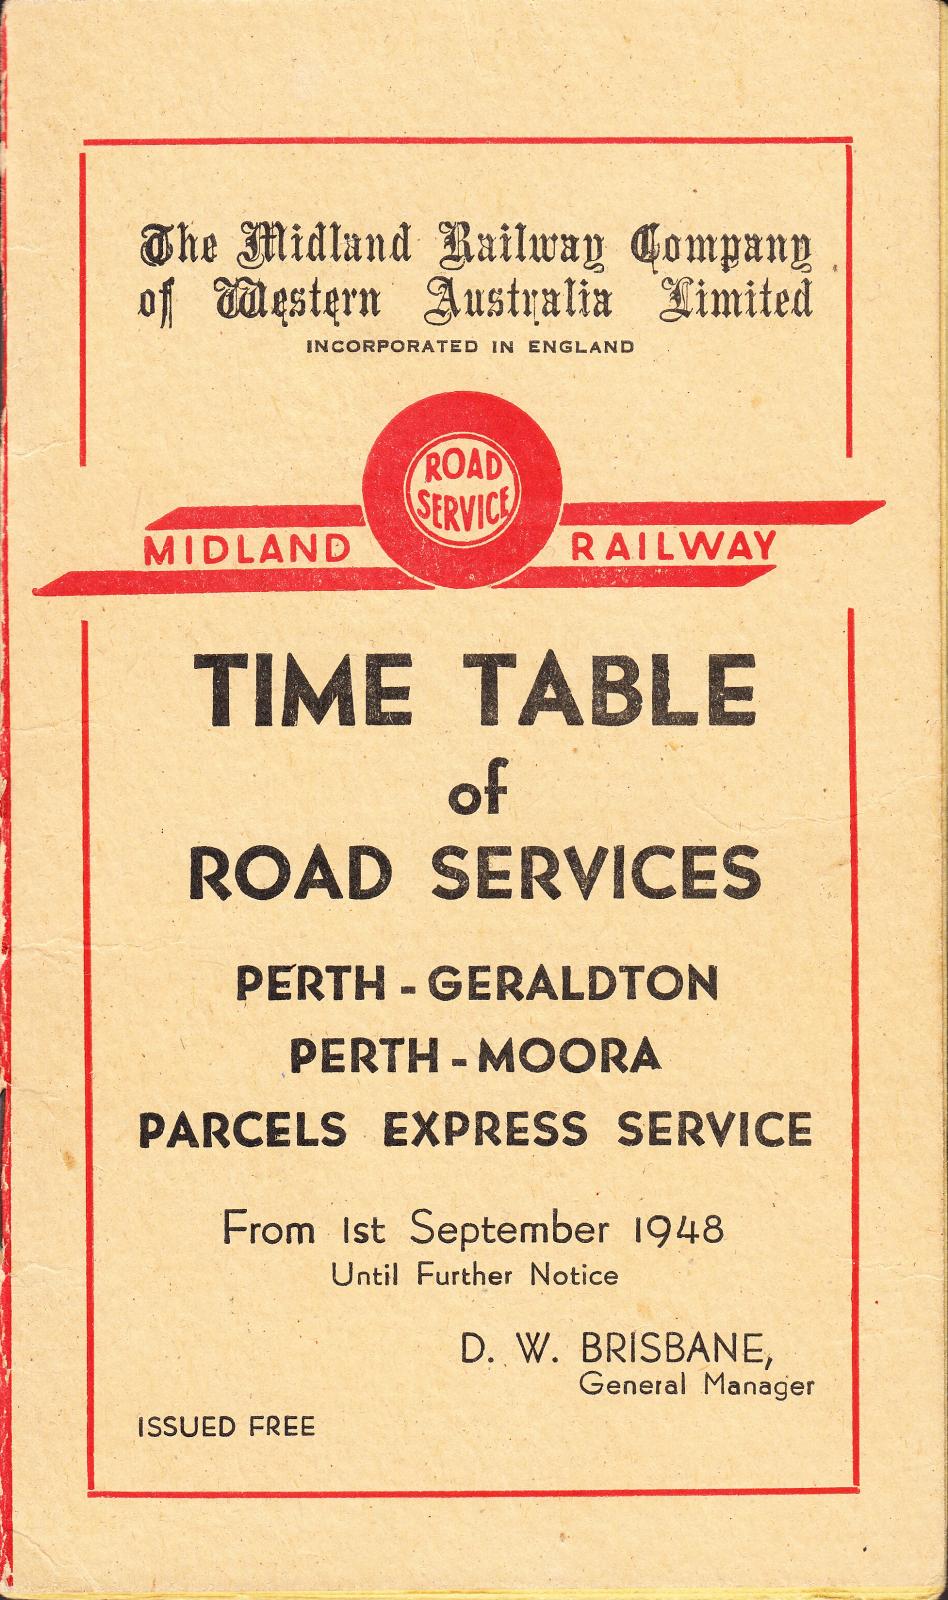 The Midland Railway Company
of Western Australia Limited
INCORPORATED IN ENGLAND
ROAD
SERVICE
MIDLAND RAILWAY
TIME TABLE
of
ROAD SERVICES
PERTH - GERALDTON
PERTH - MOORA
PARCELS EXPRESS SERVICE
From 1st September 1948
Until Further Notice
D. W. BRISBANE,
General Manager
ISSUED FREE